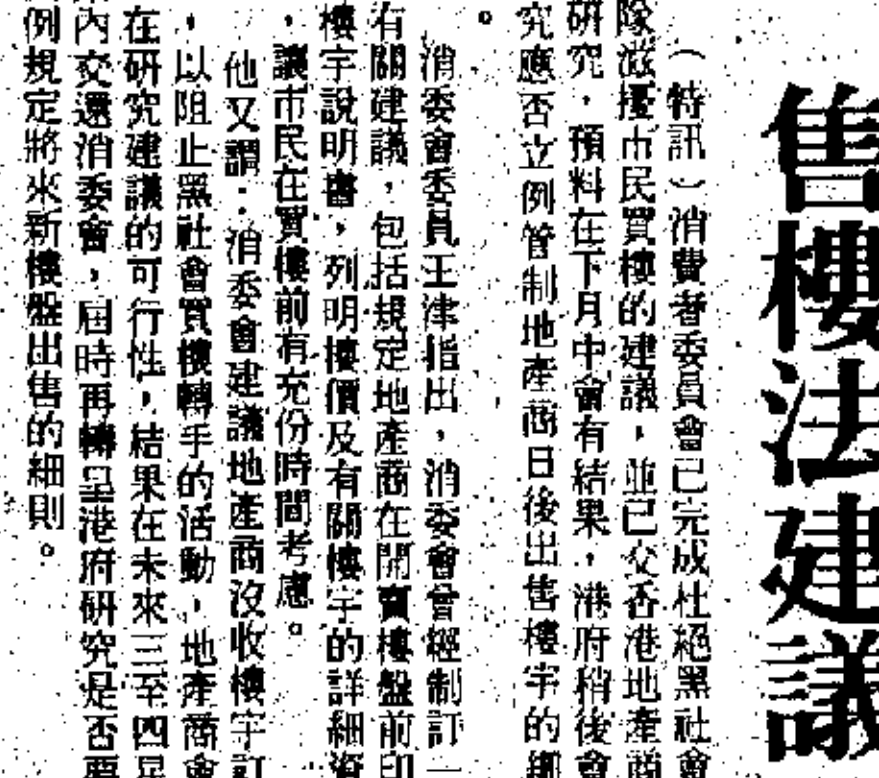 售樓法建議
（特訊）消費者委員會已完成杜絕黑社會
隊滋擾市民買樓的建議，並已交香港地產商
研究，預料在下月中會有結果，港府稍後會
究應否立例管制地產商日後出售樓宇的
。
消委會委員王津指出，消委會曾經制訂一
有關建議，包括規定地產商在開賣樓盤前印
樓宇說明書，列明樓價及有關樓宇的詳細資
，讓市民在買樓前有充份時間考慮。
他又謂：消委會建議地產商沒收樓宇訂
，以阻止黑社會買樓轉手的活動，地產商會
在研究建議的可行性，結果在未來三至四星
內交還消委會，屆時再轉呈港府研究是否要
例規定將來新樓盤出售的細則。